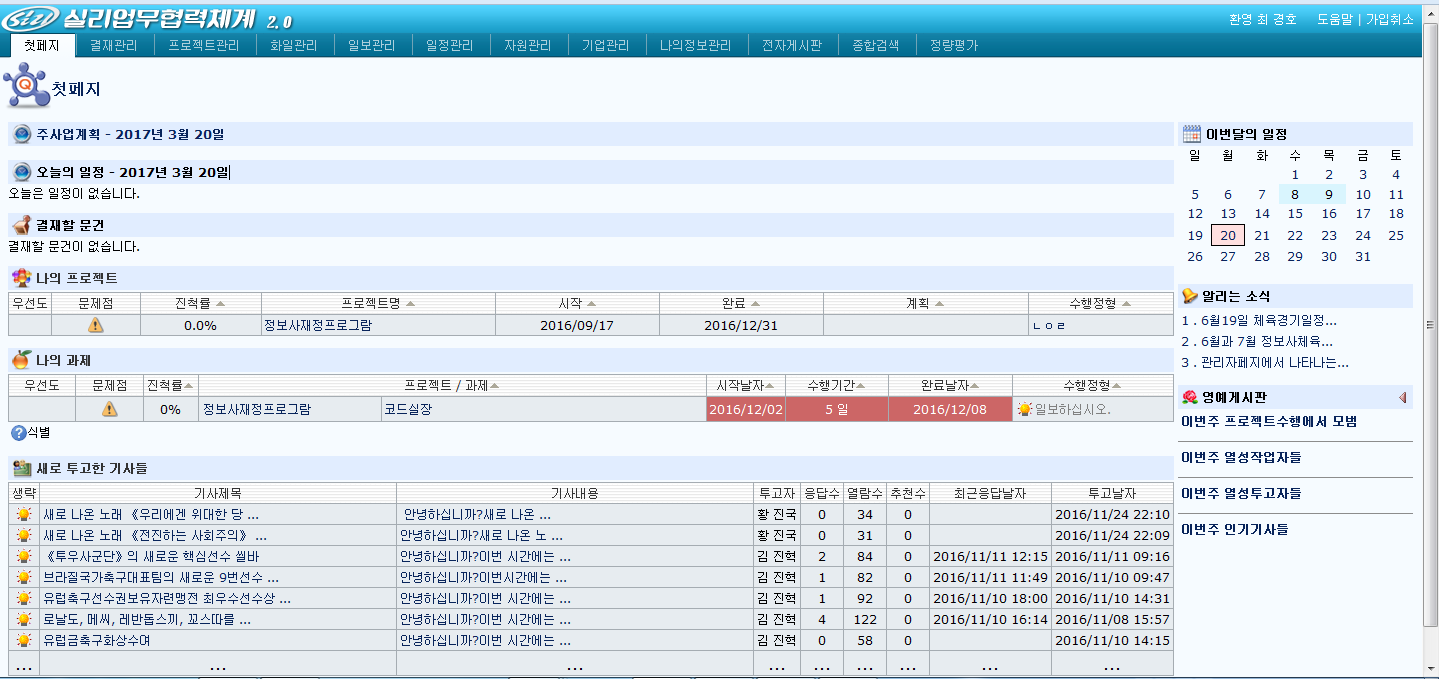 sizl 실리업무협력체계 2.0
환영 최 경호 도움말 | 가입취소
첫페지 결재관리 프로젝트관리 화일관리 일보관리 일정관리 자원관리 기업관리 나의정보관리 전자게시판 종합검색 정량평가
첫페지
주사업계획 - 2017년 3월 20일
오늘의 일정 - 2017년 3월 20일
오늘은 일정이 없습니다.
결재할 문건
결재할 문건이 없습니다.
나의 프로젝트
우선도 문제점 진척률 프로젝트명 시작 완료 계획 수행정형
0.0% 정보사재정프로그람 2016/09/17 2016/12/31 ㄴㅇㄹ
나의 과제
우선도 문제점 진척률 프로젝트 / 과제 시작날자 수행기간 완료날자 수행정형
0% 정보사재정프로그람 코드실장 2016/12/02 5 일 2016/12/08 일보하십시오.
식별
새로 투고한 기사들
생략 기사제목 기사내용 투고자 응답수 열람수 추천수 최근응답날자 투고날자
새로 나온 노래 《우리에겐 위대한 당 ... 안녕하십니까?새로 나온 ... 황 진국 0 34 0 2016/11/24 22:10
새로 나온 노래 《전진하는 사회주의》 ... 안녕하십니까?새로 나온 노 ... 황 진국 0 31 0 2016/11/24 22:09
《투우사군단》의 새로운 핵심선수 씰바 안녕하십니까?이번 시간에는 ... 김 진혁 2 84 0 2016/11/11 12:15 2016/11/11 09:16
브라질국가축구대표팀의 새로운 9번선수 ... 안녕하십니까?이번시간에는 ... 김 진혁 1 82 0 2016/11/11 11:49 2016/11/10 09:47
유럽축구선수권보유자련맹전 최우수선수상 ... 안녕하십니까?이번 시간에는 ... 김 진혁 1 92 0 2016/11/10 18:00 2016/11/10 14:31
로날도, 메씨, 레반돕스끼, 꼬스따를 ... 안녕하십니까?이번 시간에는 ... 김 진혁 4 122 0 2016/11/10 16:14 2016/11/08 15:57
유럽금축구화상수여 안녕하십니까?이번 시간에는 ... 김 진혁 0 58 0 2016/11/10 14:15
... ... ... ... ... ... ... ... ...
이번달의 일정
일 월 화 수 목 금 토
1 2 3 4
5 6 7 8 9 10 11
12 13 14 15 16 17 18
19 20 21 22 23 24 25
26 27 28 29 30 31
알리는 소식
1 . 6월19일 체육경기일정...
2 . 6월과 7월 정보사체육...
3 . 관리자페지에서 나타나는...
명예게시판
이번주 프로젝트수행에서 모범
이번주 열성작업자들
이번주 열성투고자들
이번주 인기기사들